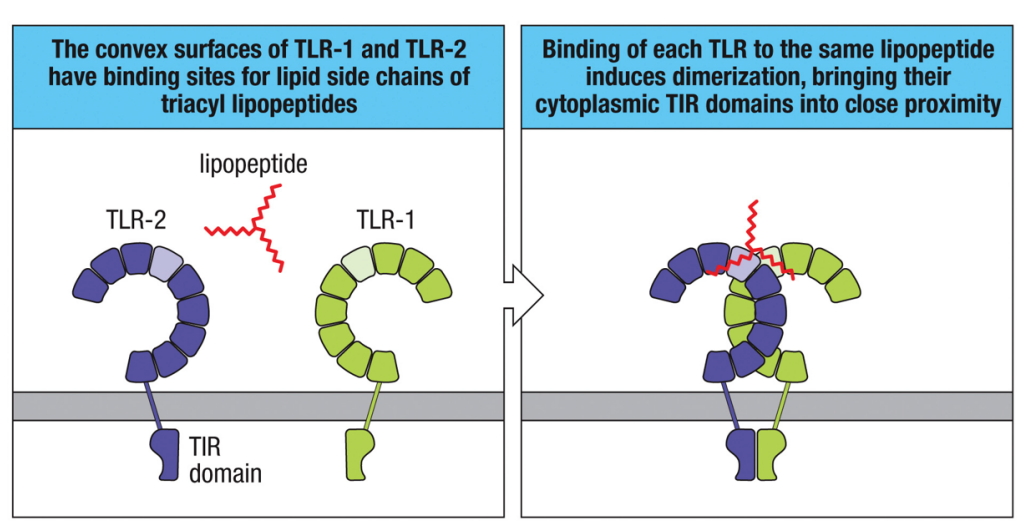 The convex surfaces of TLR-1 and TLR-2
have binding sites for lipid side chains of
triacyl lipopeptides
Binding of each TLR to the same lipopeptide
induces dimerization, bringing their
cytoplasmic TIR domains into close proximity
lipopeptide
TLR-2
TLR-1
TIR
domain